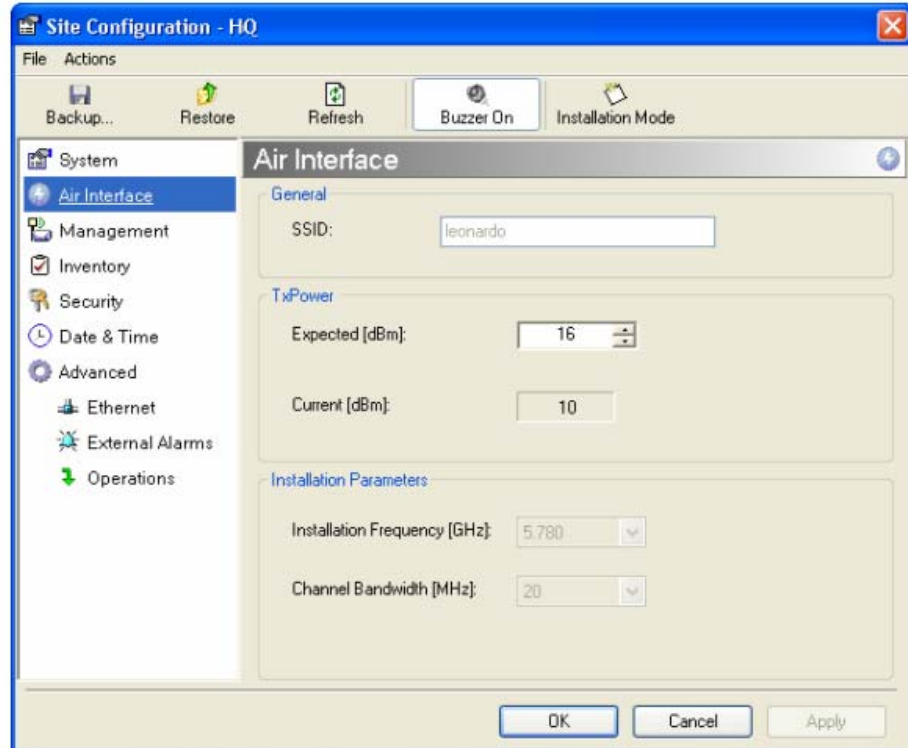 Site Configuration - HQ
File Actions
Backup... Restore Refresh Buzzer On Installation Mode
System
Air Interface
Management
Inventory
Security
Date & Time
Advanced
Ethernet
External Alarms
Operations
Air Interface
General
SSID: leonardo
TxPower
Expected [dBm]: 16
Current [dBm]: 10
Installation Parameters
Installation Frequency [GHz]: 5.780
Channel Bandwidth [MHz]: 20
OK Cancel Apply